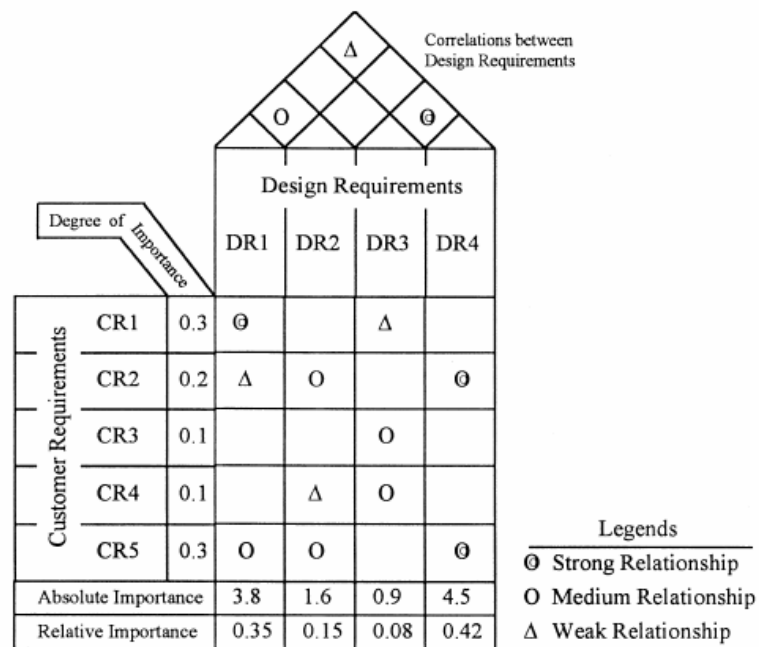 Correlations between
Design Requirements
Δ
O ◎
Design Requirements
Degree of Importance
DR1 DR2 DR3 DR4
Customer Requirements
CR1 0.3 ◎ Δ
CR2 0.2 Δ O ◎
CR3 0.1 O
CR4 0.1 Δ O
CR5 0.3 O O ◎
Absolute Importance 3.8 1.6 0.9 4.5
Relative Importance 0.35 0.15 0.08 0.42
Legends
◎ Strong Relationship
O Medium Relationship
Δ Weak Relationship